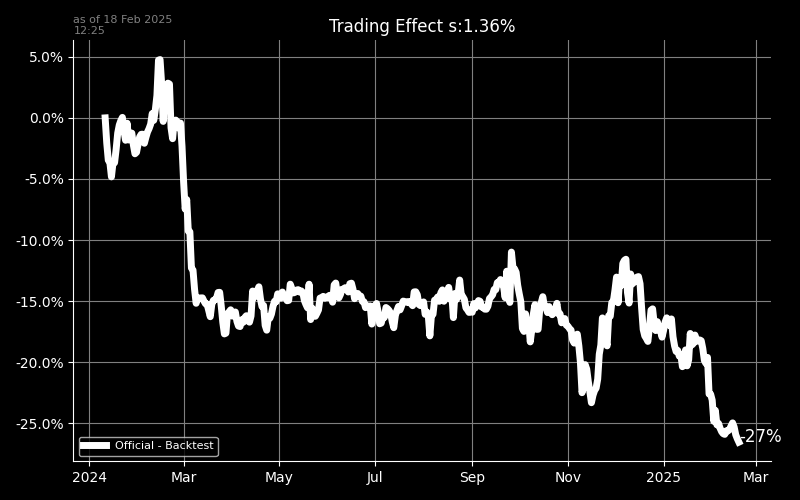 as of 18 Feb 2025
12:25
Trading Effect s:1.36%
5.0%
0.0%
-5.0%
-10.0%
-15.0%
-20.0%
-25.0%
-27%
Official - Backtest
2024 Mar May Jul Sep Nov 2025 Mar